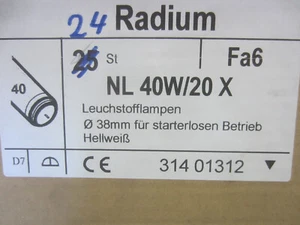 24 Radium
25 St Fa6
40 NL 40W/20 X
Leuchtstofflampen
Ø 38mm für starterlosen Betrieb
Hellweiß
D7 CE 314 01312 ▼